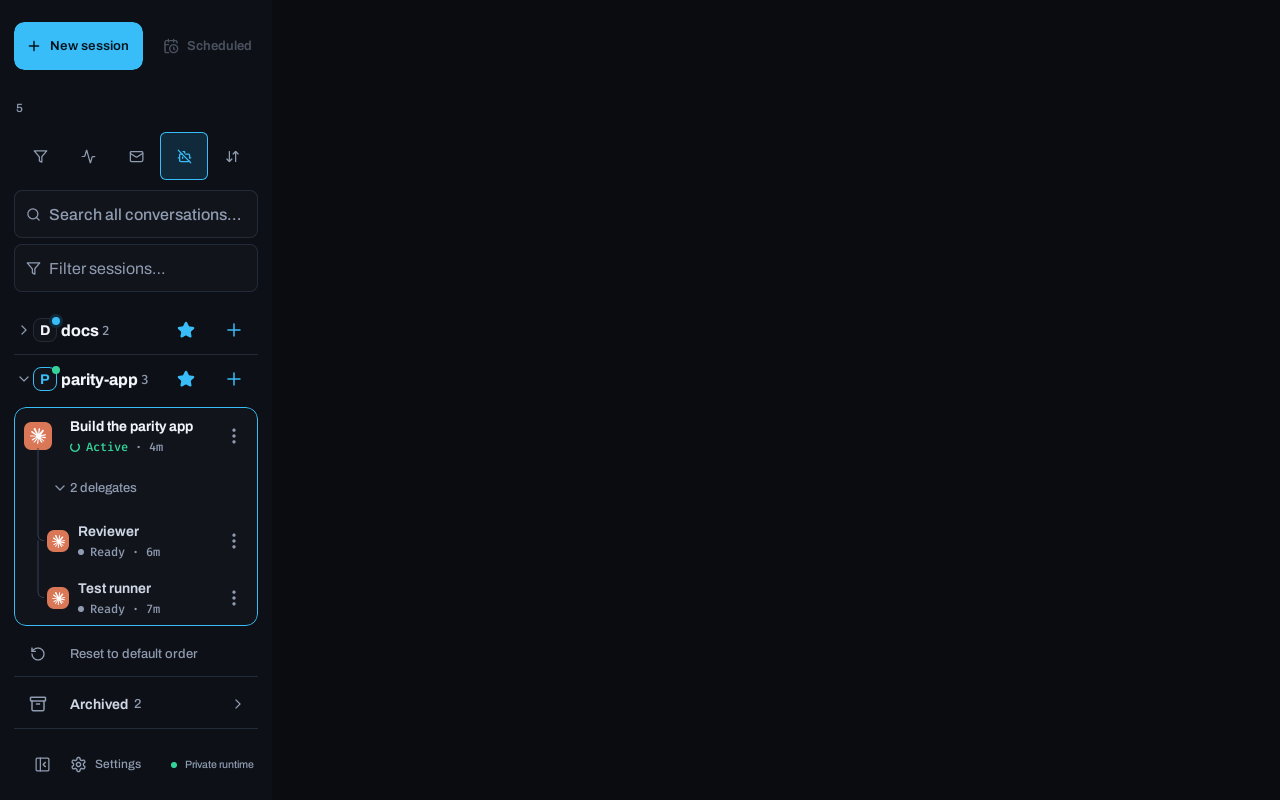 New session
Scheduled
5
Search all conversations...
Filter sessions...
D docs 2
P parity-app 3
Build the parity app
Active · 4m
2 delegates
Reviewer
Ready · 6m
Test runner
Ready · 7m
Reset to default order
Archived 2
Settings
Private runtime